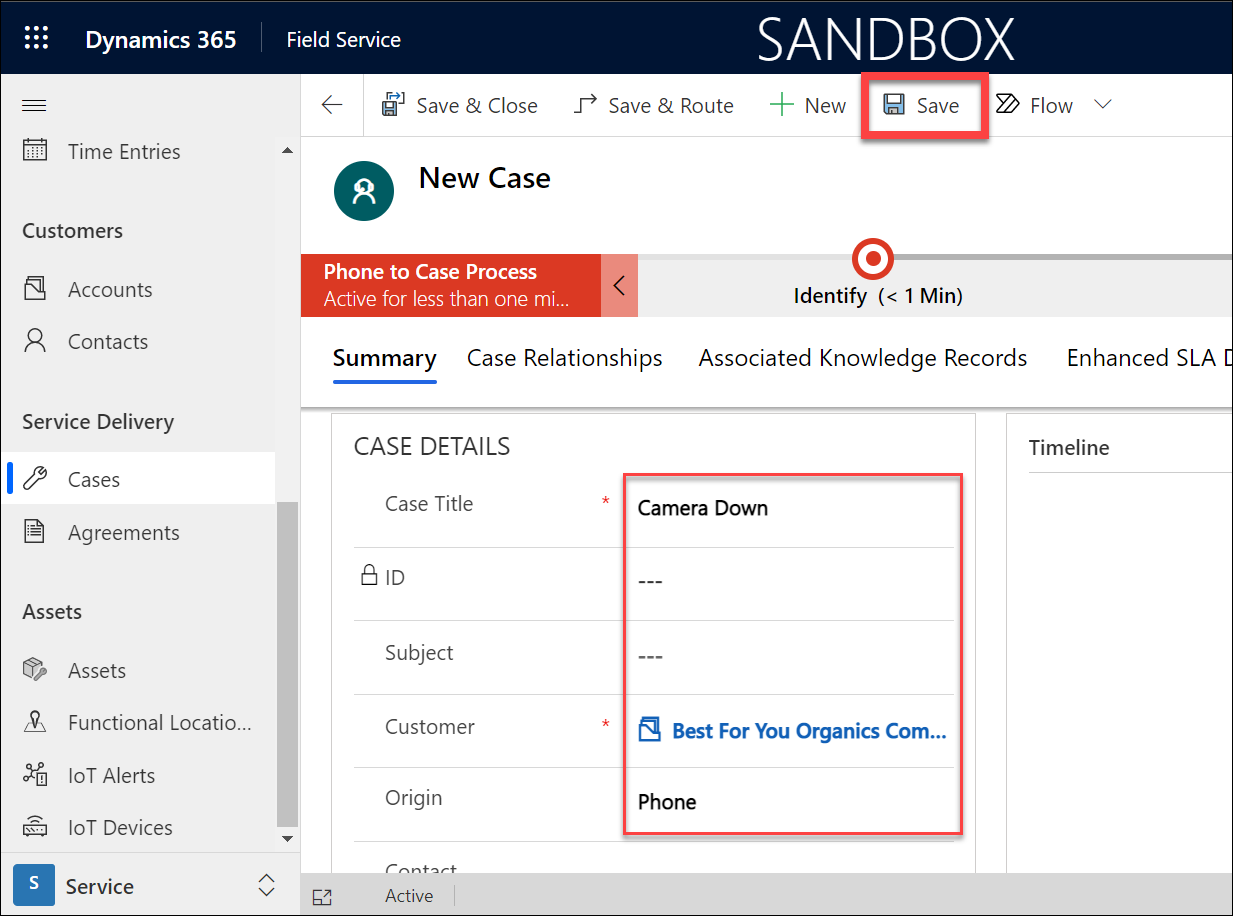 Dynamics 365
Field Service
SANDBOX
Save & Close
Save & Route
New
Save
Flow
Time Entries
Customers
Accounts
Contacts
Service Delivery
Cases
Agreements
Assets
Assets
Functional Locatio...
IoT Alerts
IoT Devices
S
Service
New Case
Phone to Case Process
Active for less than one mi...
Identify (< 1 Min)
Summary
Case Relationships
Associated Knowledge Records
Enhanced SLA D
CASE DETAILS
Case Title * Camera Down
ID ---
Subject ---
Customer * Best For You Organics Com...
Origin Phone
Contact
Timeline
Active